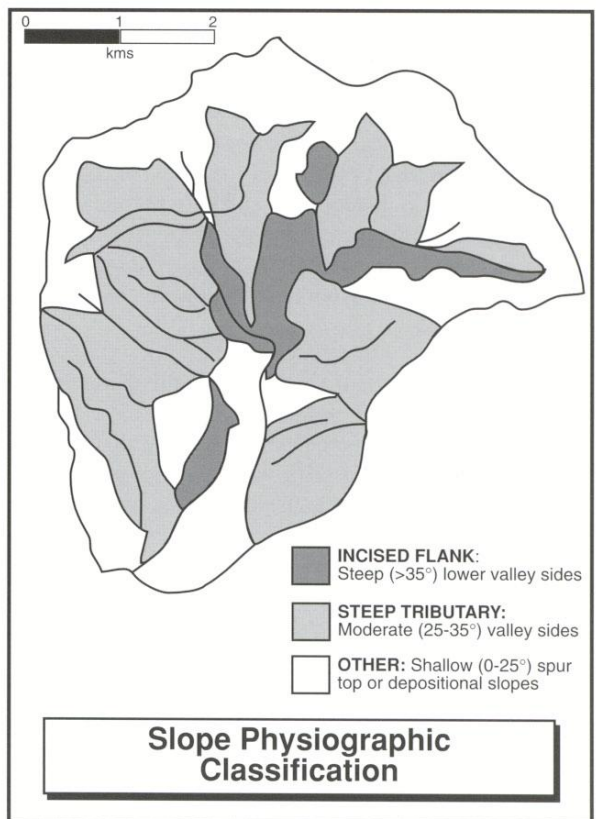 0 1 2
kms
INCISED FLANK:
Steep (>35°) lower valley sides
STEEP TRIBUTARY:
Moderate (25-35°) valley sides
OTHER: Shallow (0-25°) spur
top or depositional slopes
Slope Physiographic
Classification